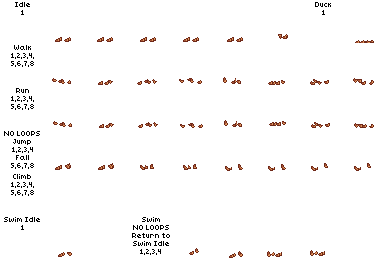 Idle
1
Duck
1
Walk
1,2,3,4,
5,6,7,8
Run
1,2,3,4,
5,6,7,8
NO LOOPS
Jump
1,2,3,4
Fall
5,6,7,8
Climb
1,2,3,4,
5,6,7,8
Swim Idle
1
Swim
NO LOOPS
Return to
Swim Idle
1,2,3,4